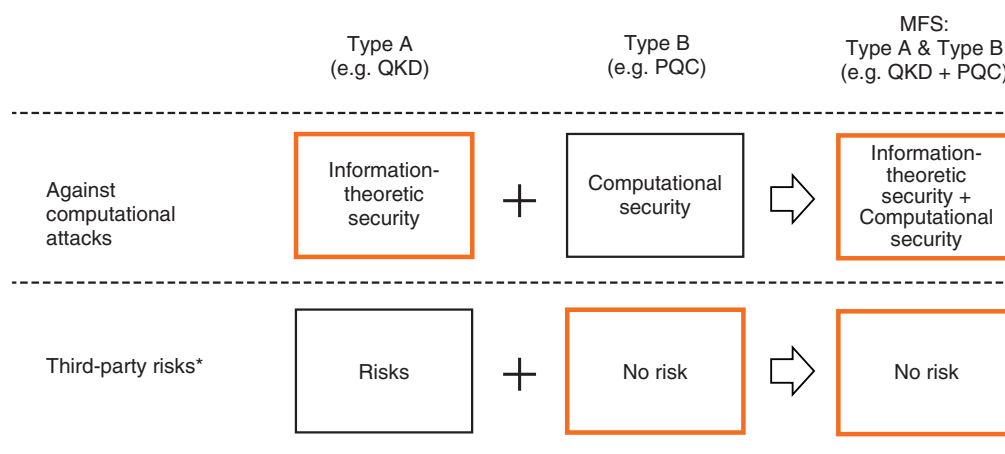 Type A
(e.g. QKD)
Type B
(e.g. PQC)
MFS:
Type A & Type B
(e.g. QKD + PQC)
Against
computational
attacks
Information-
theoretic
security
+
Computational
security
Information-
theoretic
security +
Computational
security
Third-party risks*
Risks
+
No risk
No risk